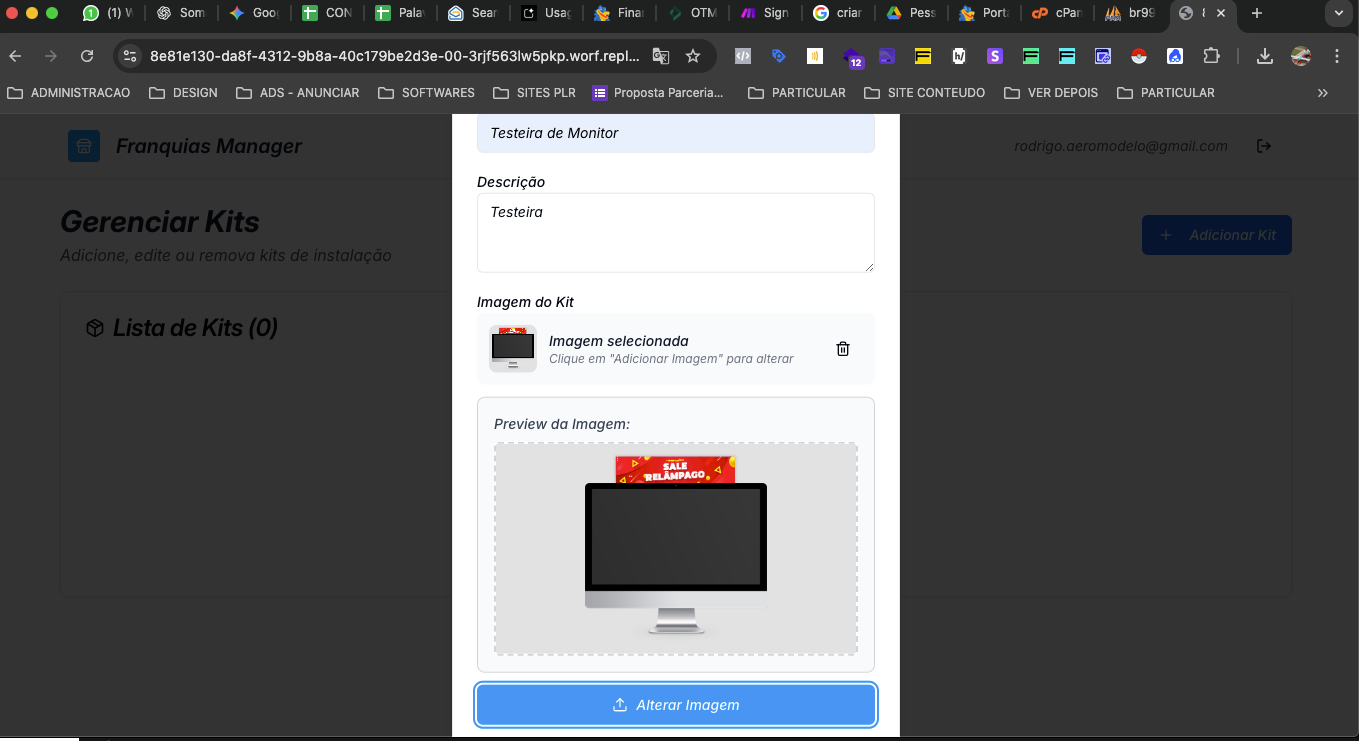 1
(1) W
Som
Goo
CON
Pala
Sear
Usag
Finar
OTM
Sign
criar
Pess
Porta
cPan
br99
8e81e130-da8f-4312-9b8a-40c179be2d3e-00-3rjf563lw5pkp.worf.repl...
12
h/
S
ADMINISTRACAO
DESIGN
ADS - ANUNCIAR
SOFTWARES
SITES PLR
Proposta Parceria...
PARTICULAR
SITE CONTEUDO
VER DEPOIS
PARTICULAR
Franquias Manager
rodrigo.aeromodelo@gmail.com
Gerenciar Kits
Adicione, edite ou remova kits de instalação
Adicionar Kit
Lista de Kits (0)
Testeira de Monitor
Descrição
Testeira
Imagem do Kit
Imagem selecionada
Clique em "Adicionar Imagem" para alterar
Preview da Imagem:
SALE
RELÂMPAGO
Alterar Imagem